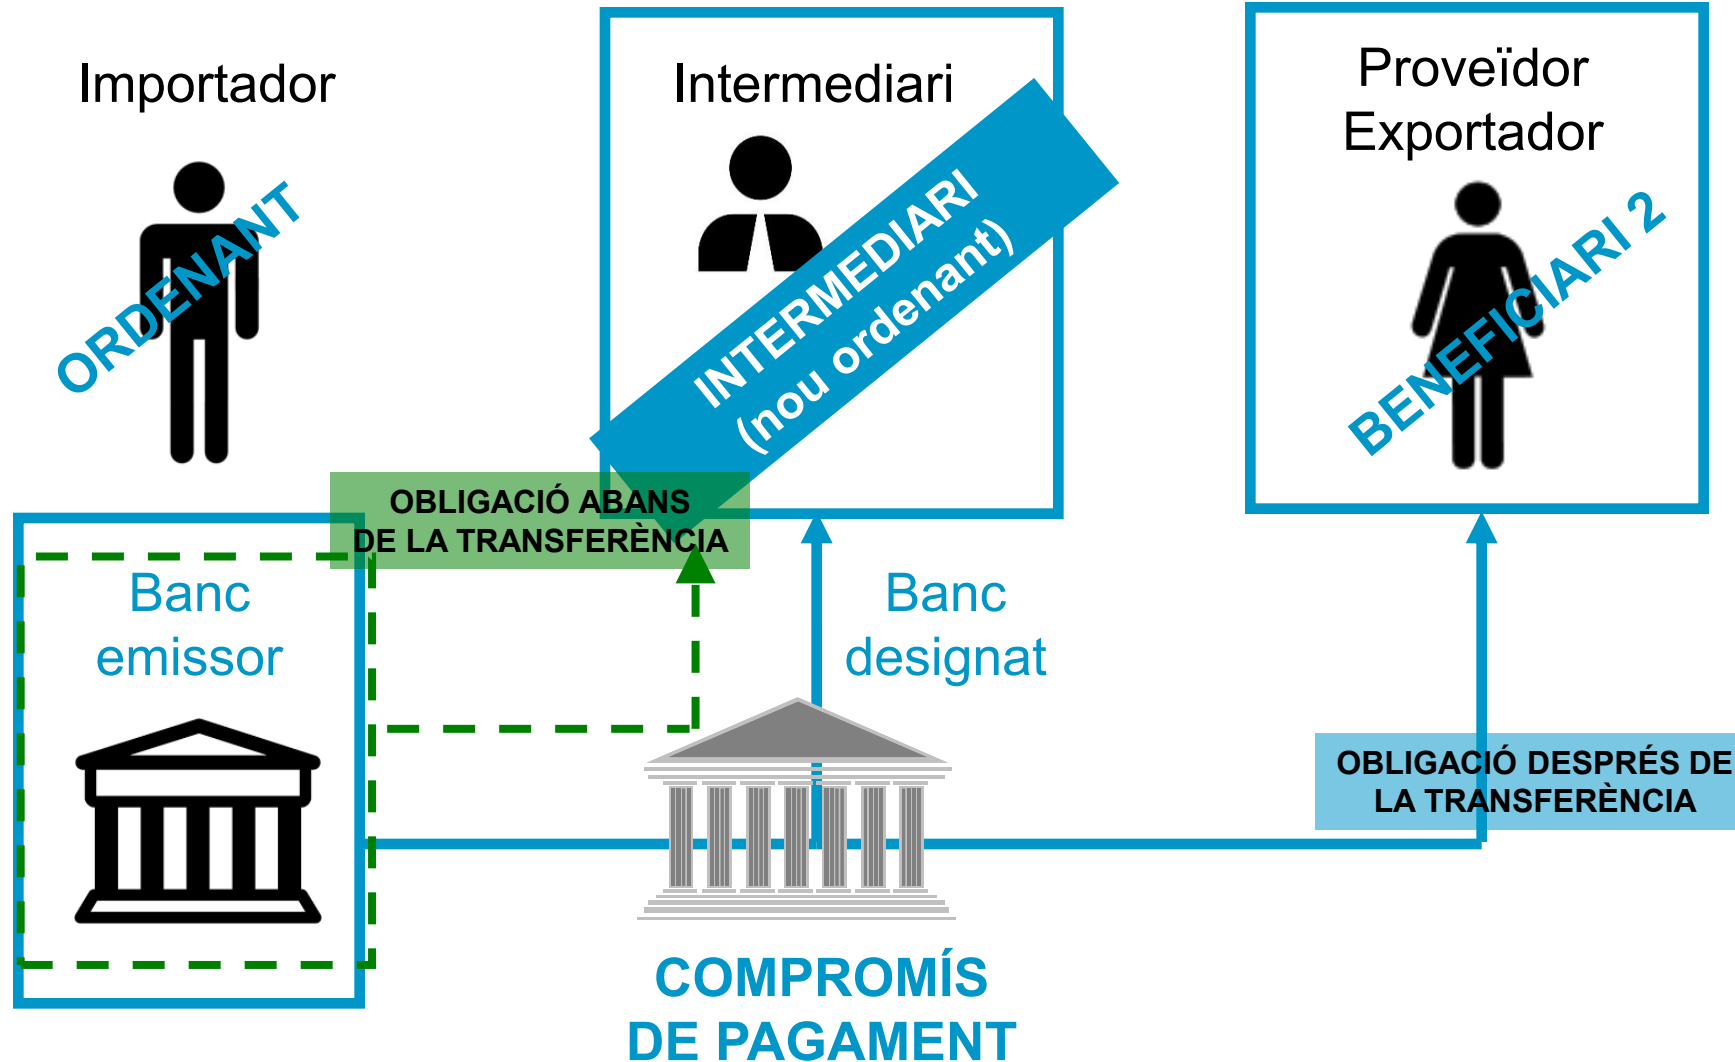 Importador
ORDENANT
Intermediari
INTERMEDIARI
(nou ordenant)
Proveïdor
Exportador
BENEFICIARI 2
OBLIGACIÓ ABANS
DE LA TRANSFERÈNCIA
Banc
emissor
Banc
designat
OBLIGACIÓ DESPRÉS DE
LA TRANSFERÈNCIA
COMPROMÍS
DE PAGAMENT